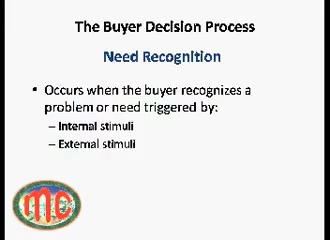 The Buyer Decision Process
Need Recognition
• Occurs when the buyer recognizes a
problem or need triggered by:
– Internal stimuli
– External stimuli
mc